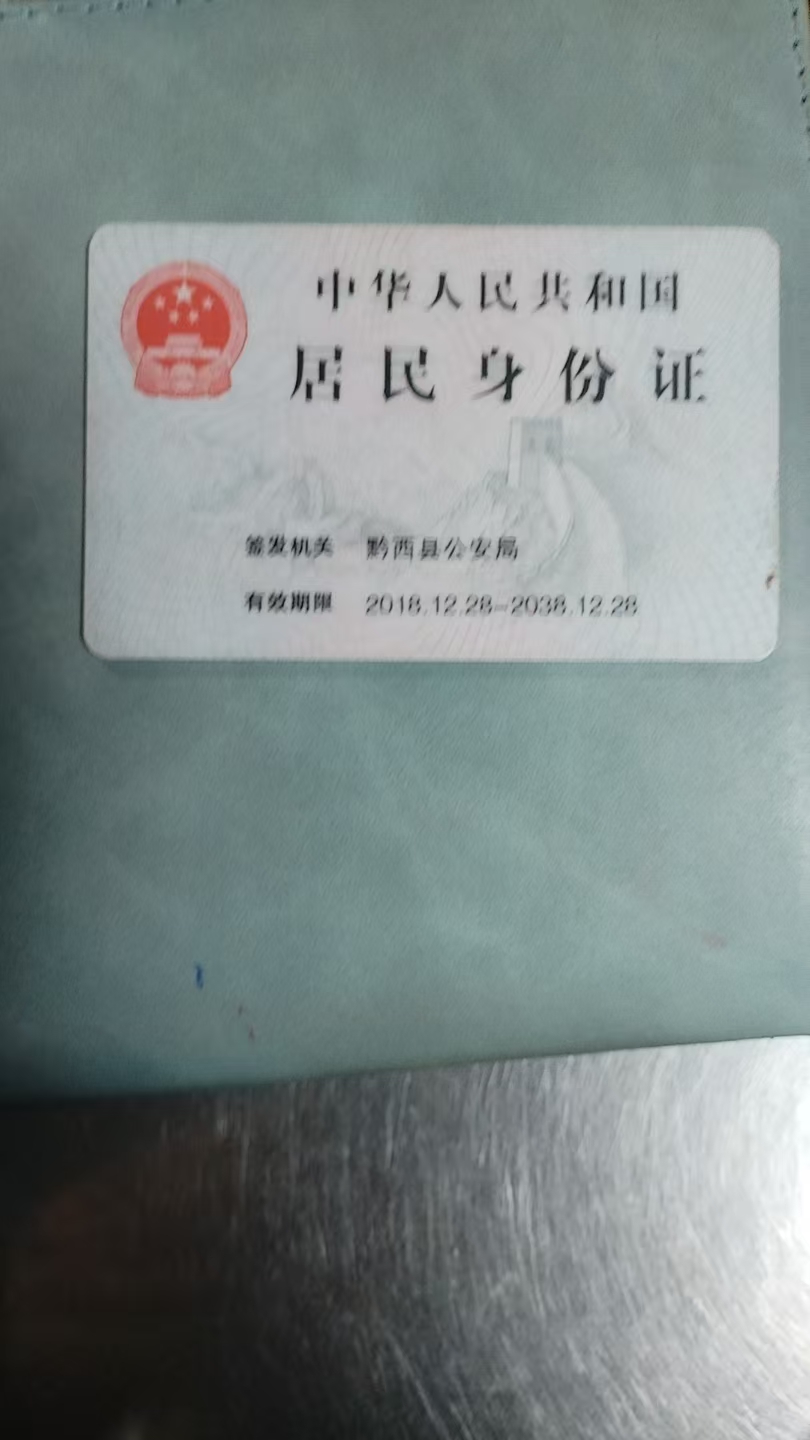 中华人民共和国
居民身份证
签发机关 黔西县公安局
有效期限 2018.12.28-2038.12.28